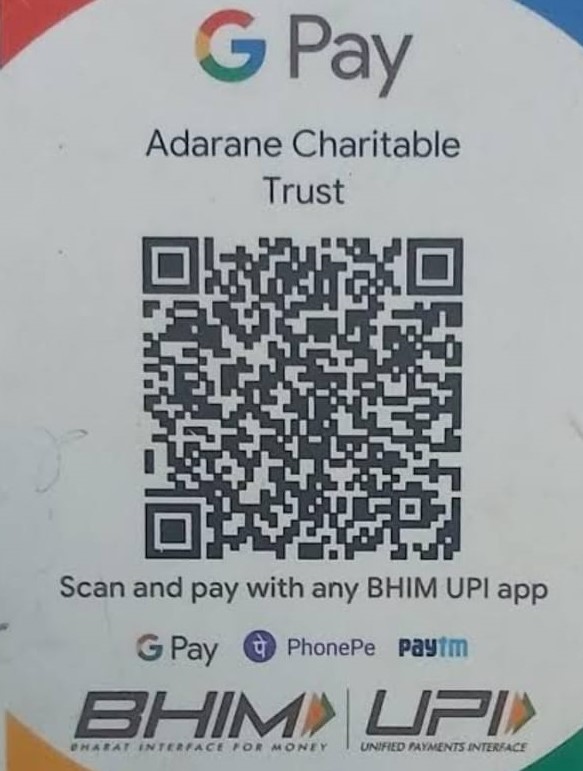 G Pay
Adarane Charitable
Trust
Scan and pay with any BHIM UPI app
G Pay पे PhonePe paytm
BHIM UPI
BHARAT INTERFACE FOR MONEY UNIFIED PAYMENTS INTERFACE